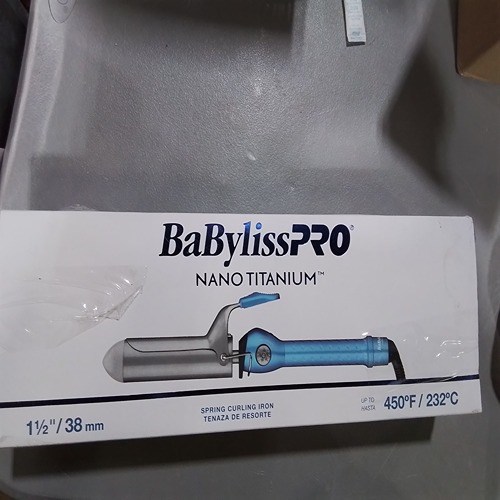 BaBylissPRO®
NANO TITANIUM™
SPRING CURLING IRON
TENAZA DE RESORTE
1½"/38 mm
UP TO
HASTA
450°F / 232°C